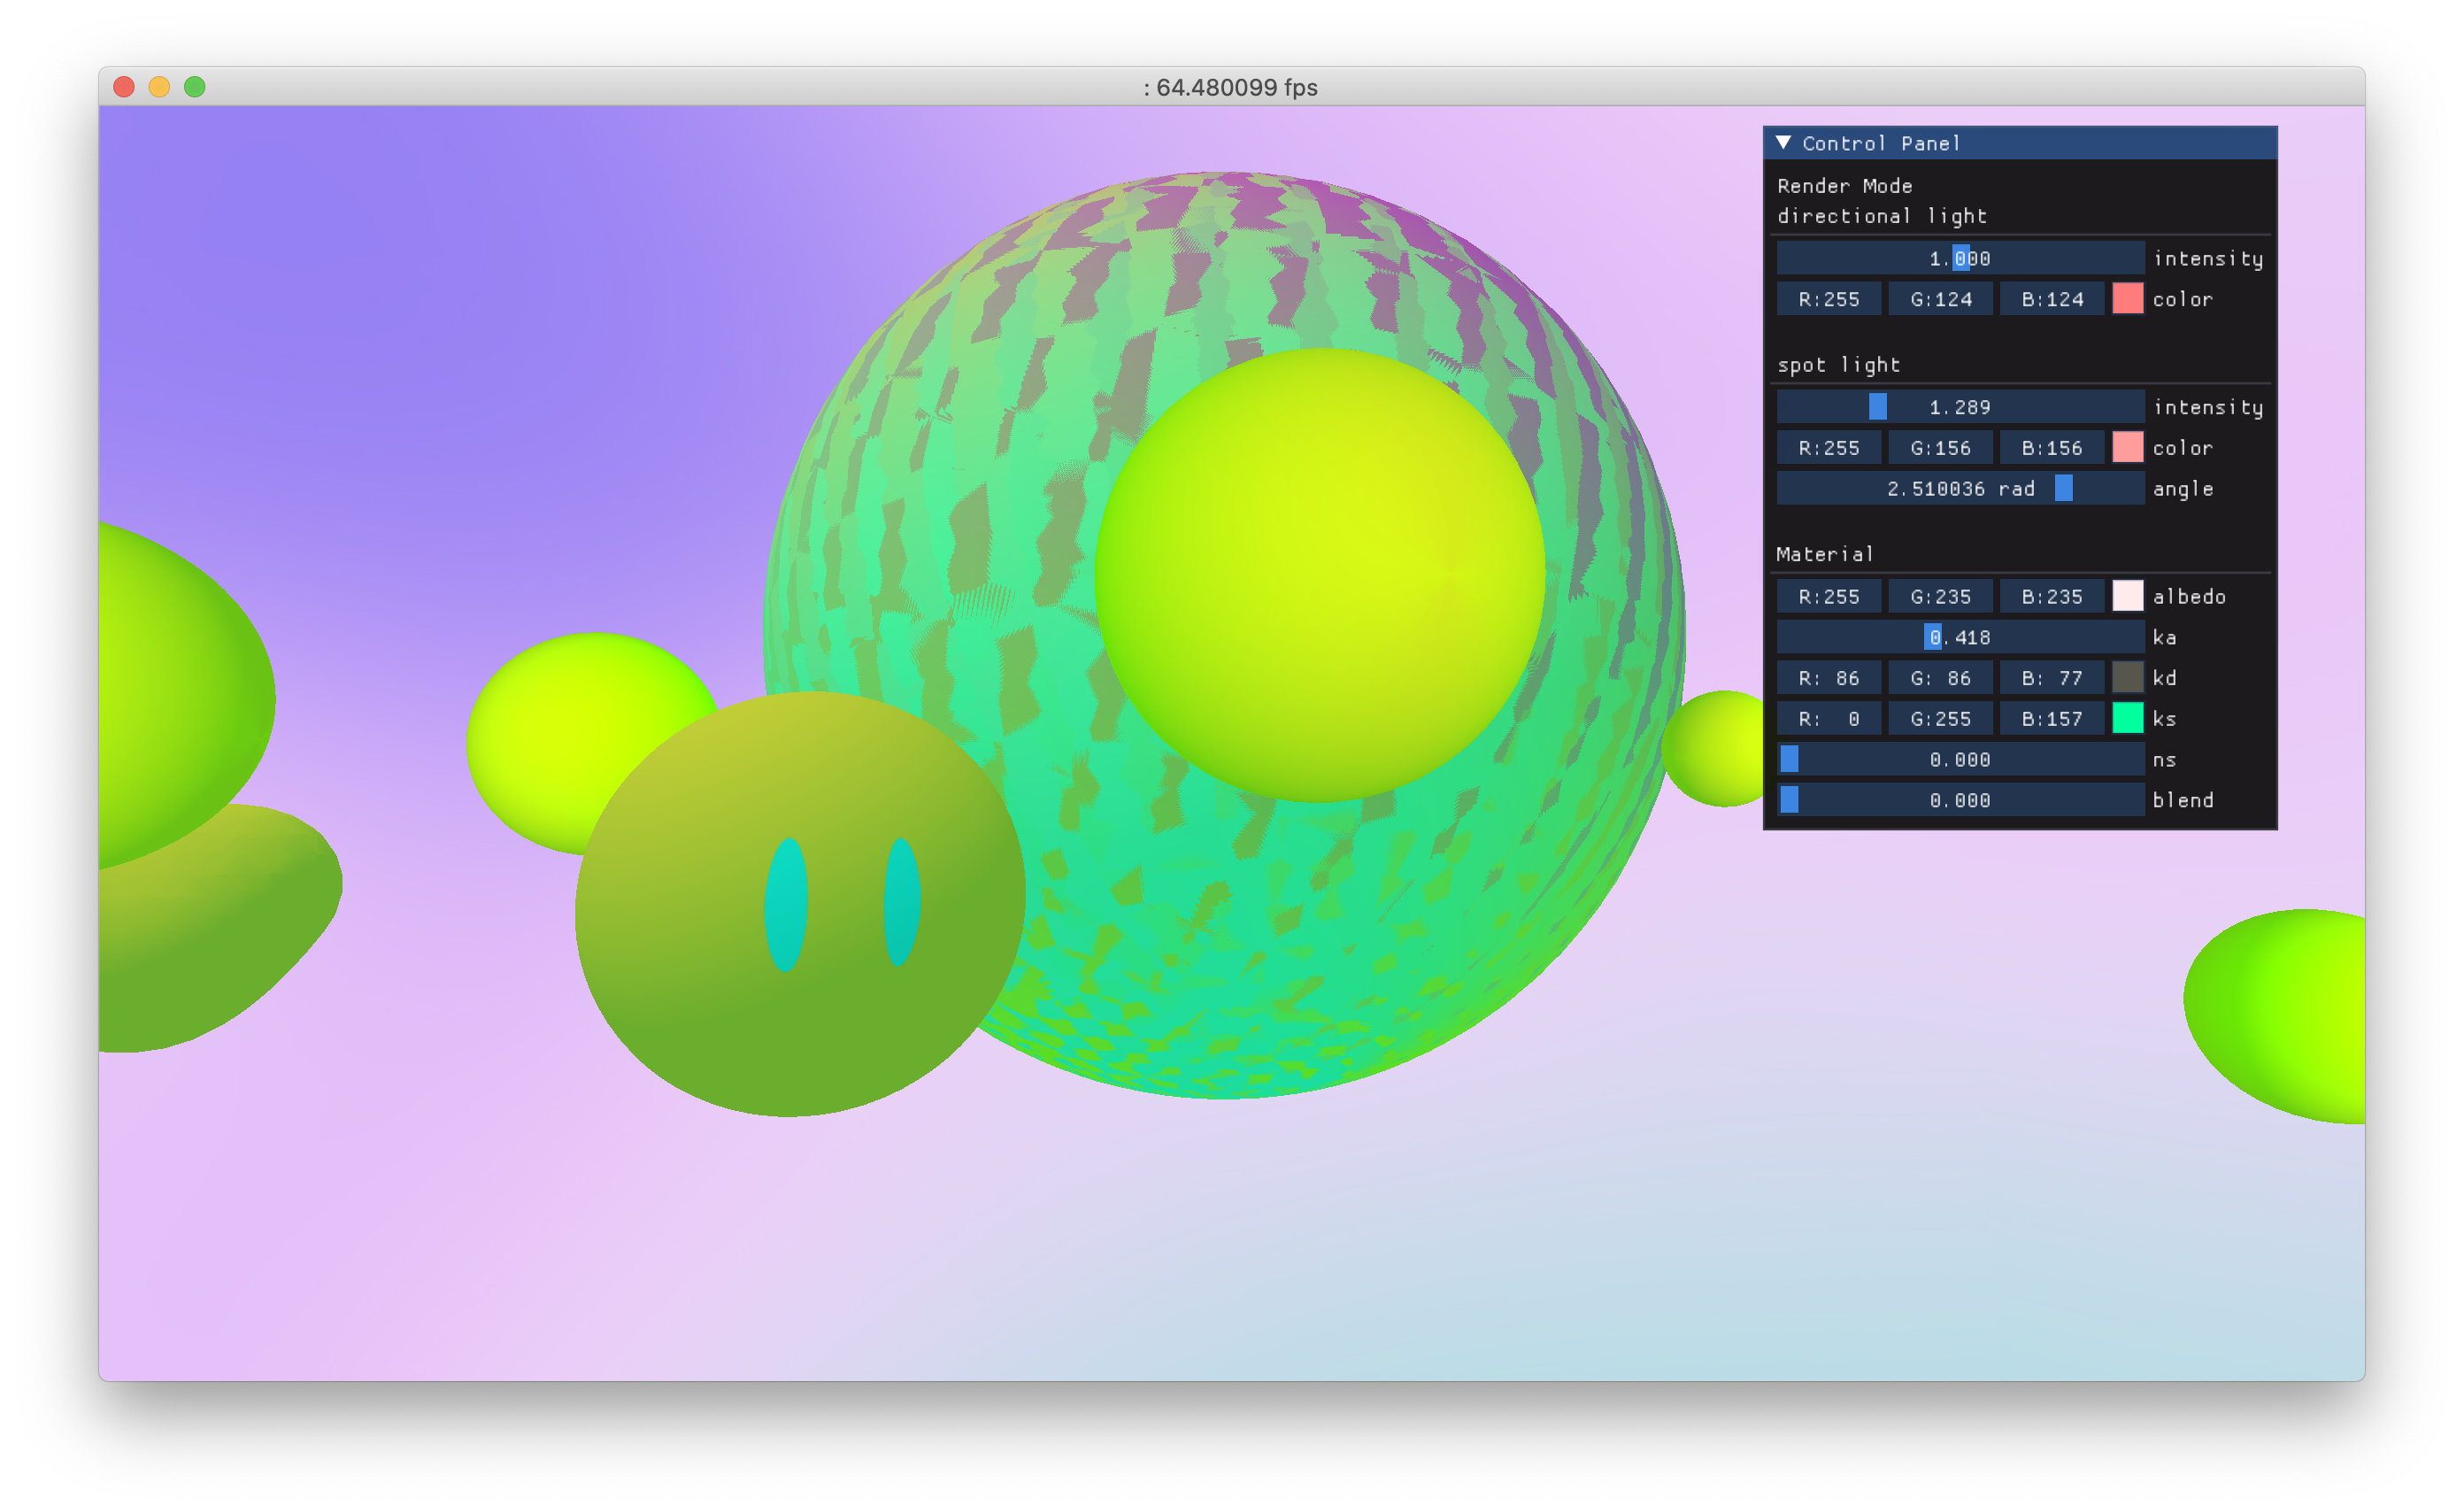 : 64.480099 fps
Control Panel
Render Mode
directional light
1.000 intensity
R:255 G:124 B:124 color
spot light
1.289 intensity
R:255 G:156 B:156 color
2.510036 rad angle
Material
R:255 G:235 B:235 albedo
0.418 ka
R: 86 G: 86 B: 77 kd
R: 0 G:255 B:157 ks
0.000 ns
0.000 blend